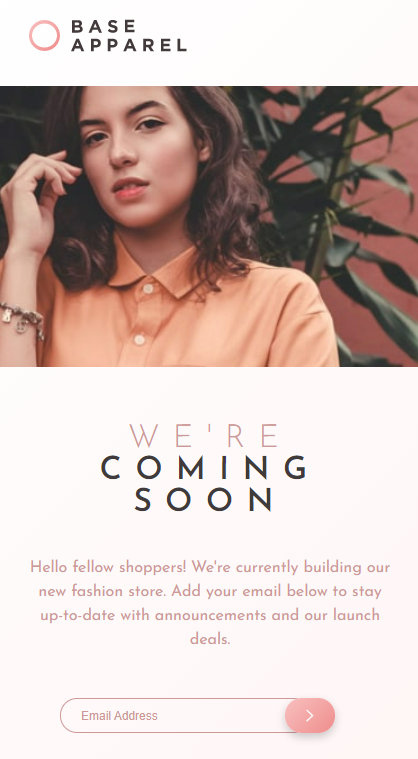 BASE
APPAREL
WE'RE
COMING
SOON
Hello fellow shoppers! We're currently building our
new fashion store. Add your email below to stay
up-to-date with announcements and our launch
deals.
Email Address